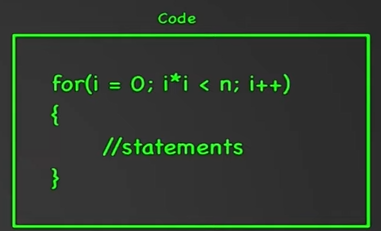 Code
for(i = 0; i*i < n; i++)
{
//statements
}